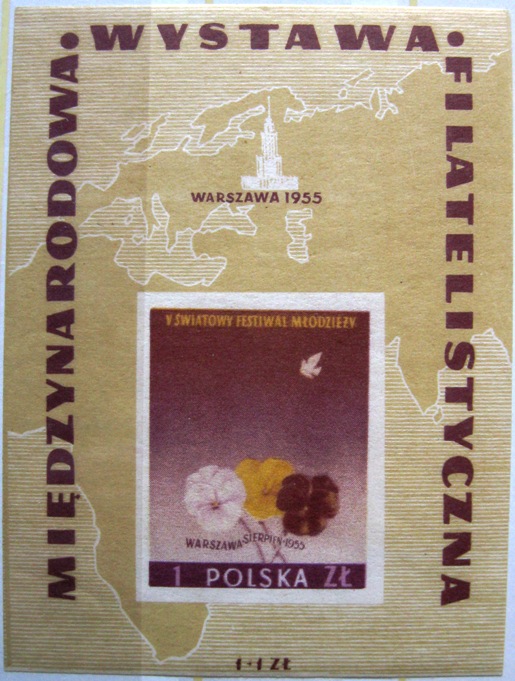 MIĘDZYNARODOWA
• WYSTAWA •
FILATELISTYCZNA
WARSZAWA 1955
V ŚWIATOWY FESTIWAL MŁODZIEŻY
WARSZAWA·SIERPIEŃ·1955
1 POLSKA ZŁ
1+1 ZŁ